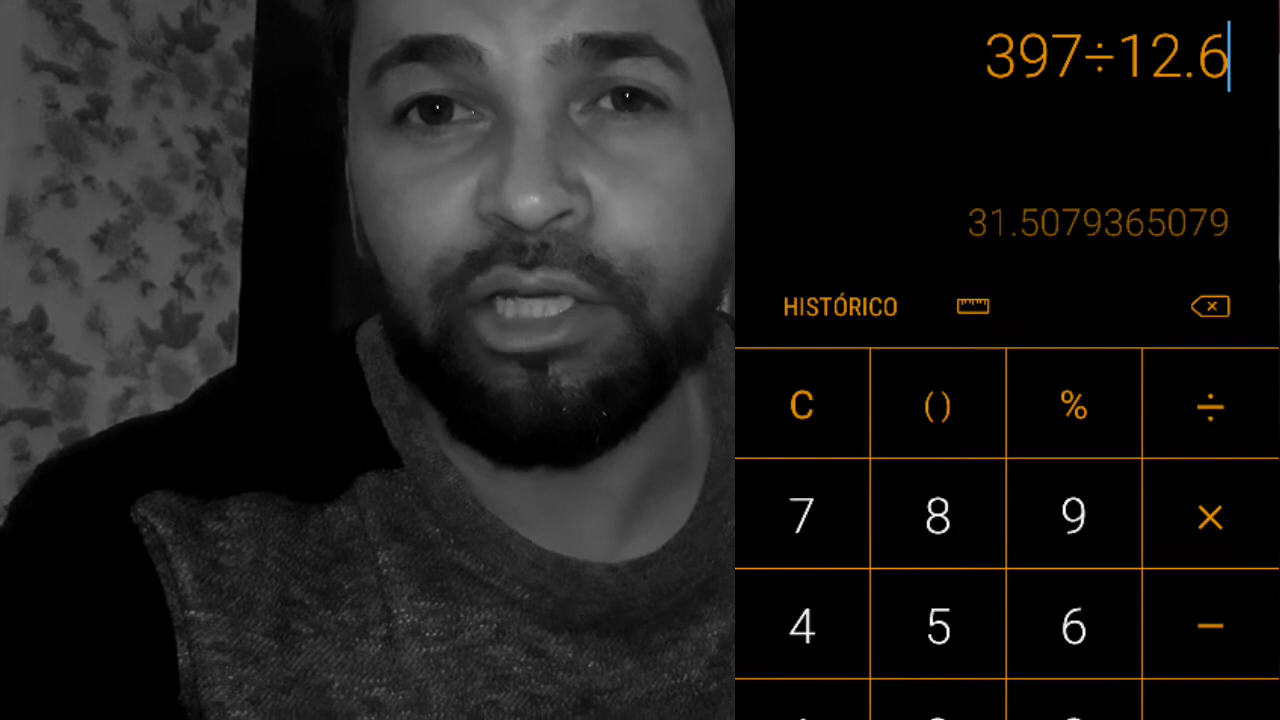 397÷12.6
31.5079365079
HISTÓRICO
C ( ) % ÷
7 8 9 ×
4 5 6 −